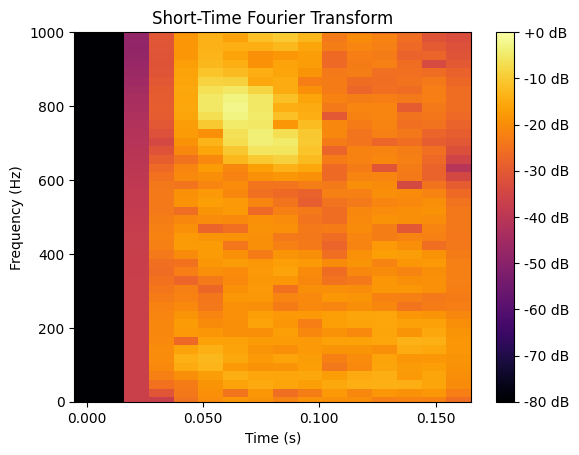 Short-Time Fourier Transform
1000
800
600
400
200
0
Frequency (Hz)
0.000
0.050
0.100
0.150
Time (s)
+0 dB
-10 dB
-20 dB
-30 dB
-40 dB
-50 dB
-60 dB
-70 dB
-80 dB